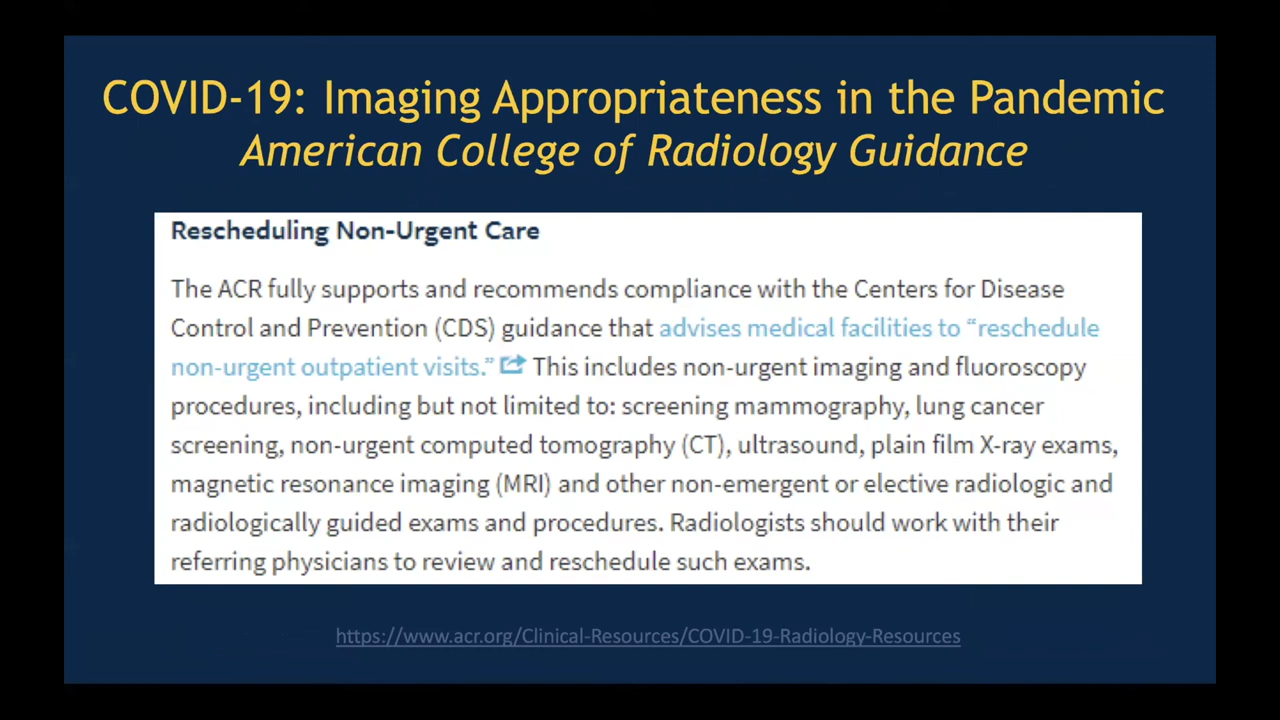 COVID-19: Imaging Appropriateness in the Pandemic
American College of Radiology Guidance
Rescheduling Non-Urgent Care
The ACR fully supports and recommends compliance with the Centers for Disease
Control and Prevention (CDS) guidance that advises medical facilities to “reschedule
non-urgent outpatient visits.” This includes non-urgent imaging and fluoroscopy
procedures, including but not limited to: screening mammography, lung cancer
screening, non-urgent computed tomography (CT), ultrasound, plain film X-ray exams,
magnetic resonance imaging (MRI) and other non-emergent or elective radiologic and
radiologically guided exams and procedures. Radiologists should work with their
referring physicians to review and reschedule such exams.
https://www.acr.org/Clinical-Resources/COVID-19-Radiology-Resources